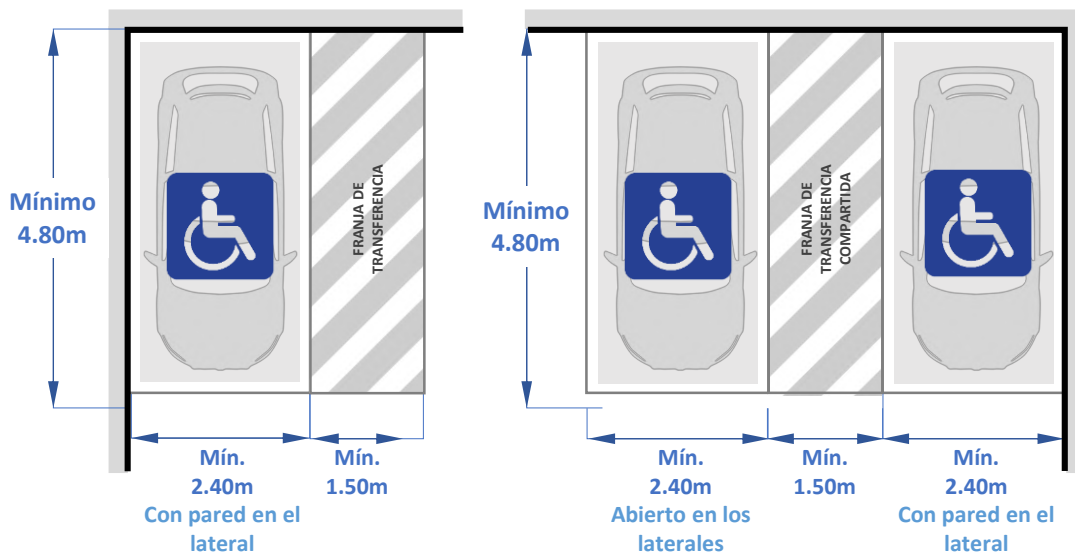 Mínimo
4.80m
FRANJA DE
TRANSFERENCIA
Mín.
2.40m
Con pared en el
lateral
Mín.
1.50m
Mínimo
4.80m
FRANJA DE
TRANSFERENCIA
COMPARTIDA
Mín.
2.40m
Abierto en los
laterales
Mín.
1.50m
Mín.
2.40m
Con pared en el
lateral